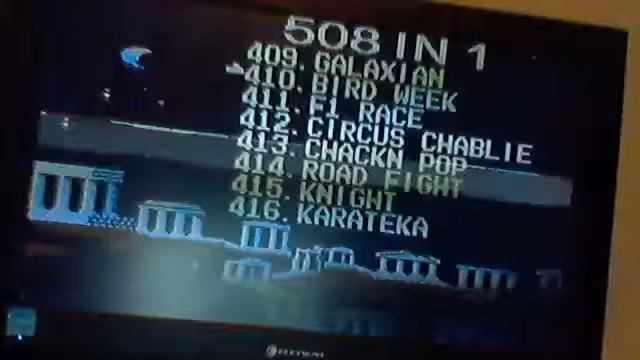 508 IN 1
409. GALAXIAN
410. BIRD WEEK
411. F1 RACE
412. CIRCUS CHABLIE
413. CHACKN POP
414. ROAD FIGHT
415. KNIGHT
416. KARATEKA